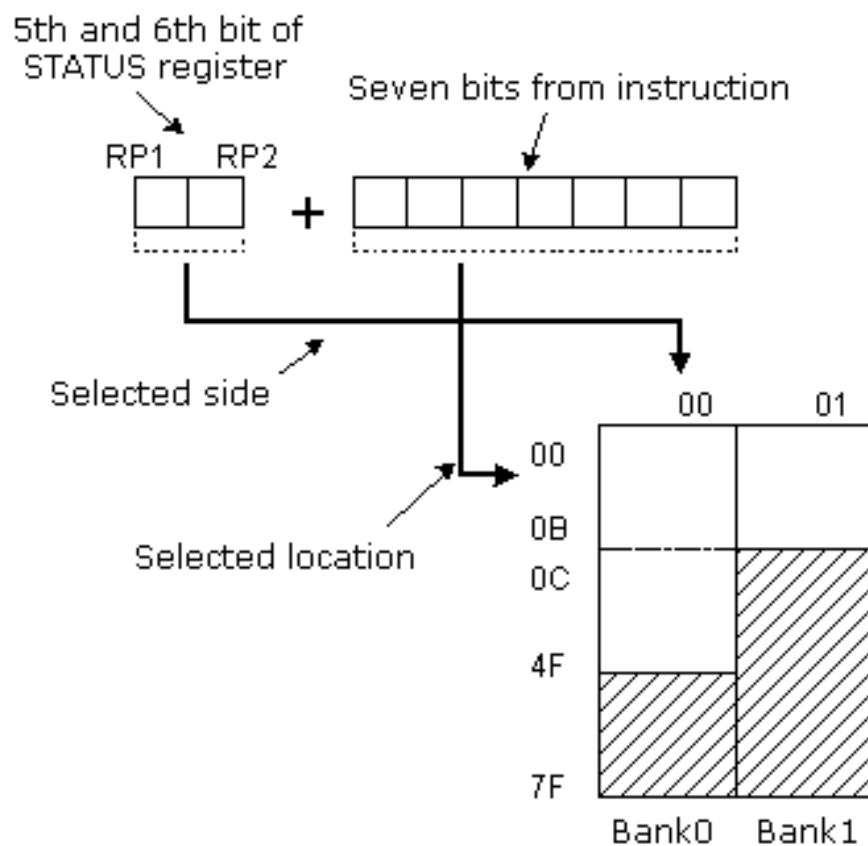 5th and 6th bit of
STATUS register
Seven bits from instruction
RP1 RP2
+
Selected side
00 01
00
0B
Selected location
0C
4F
7F
Bank0 Bank1